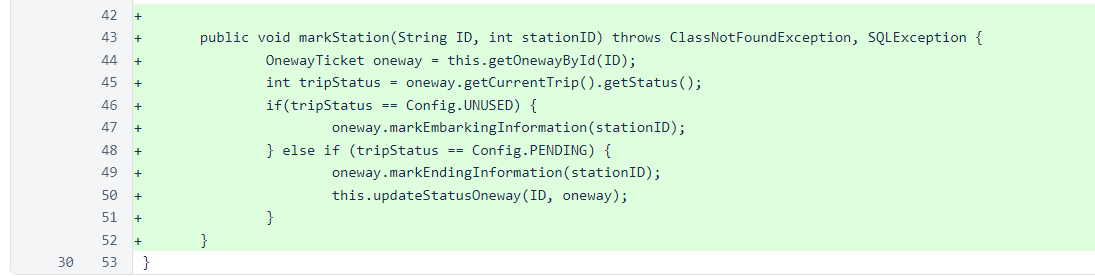 42 +
43 + public void markStation(String ID, int stationID) throws ClassNotFoundException, SQLException {
44 + OnewayTicket oneway = this.getOnewayById(ID);
45 + int tripStatus = oneway.getCurrentTrip().getStatus();
46 + if(tripStatus == Config.UNUSED) {
47 + oneway.markEmbarkingInformation(stationID);
48 + } else if (tripStatus == Config.PENDING) {
49 + oneway.markEndingInformation(stationID);
50 + this.updateStatusOneway(ID, oneway);
51 + }
52 + }
30 53 }